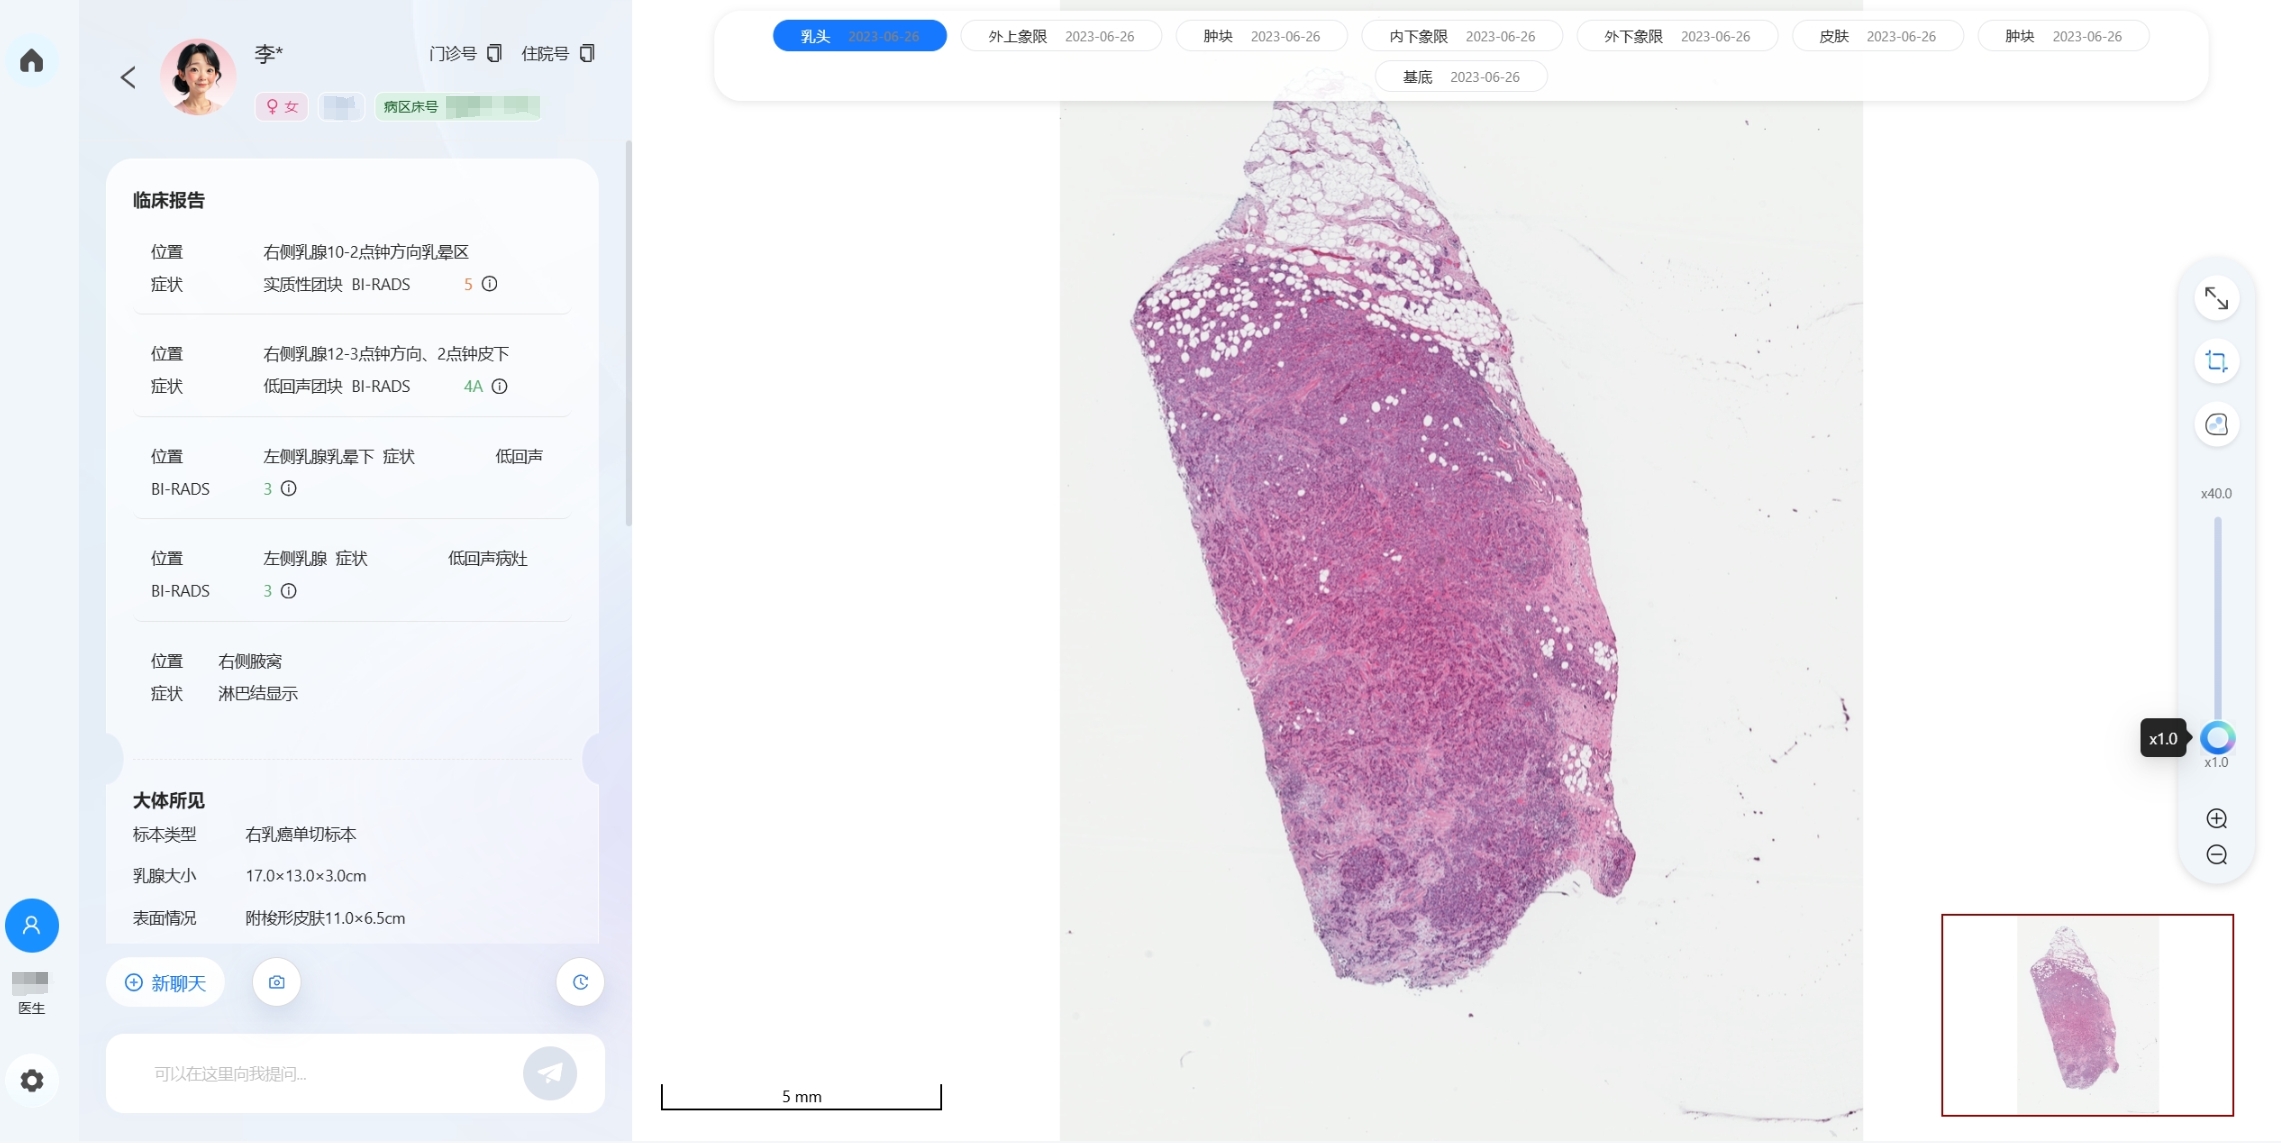 李*
门诊号 住院号
女
病区床号
临床报告
位置 右侧乳腺10-2点钟方向乳晕区
症状 实质性团块 BI-RADS 5
位置 右侧乳腺12-3点钟方向、2点钟皮下
症状 低回声团块 BI-RADS 4A
位置 左侧乳腺乳晕下 症状 低回声
BI-RADS 3
位置 左侧乳腺 症状 低回声病灶
BI-RADS 3
位置 右侧腋窝
症状 淋巴结显示
大体所见
标本类型 右乳癌单切标本
乳腺大小 17.0×13.0×3.0cm
表面情况 附梭形皮肤11.0×6.5cm
新聊天
可以在这里向我提问...
医生
乳头 2023-06-26 外上象限 2023-06-26 肿块 2023-06-26 内下象限 2023-06-26 外下象限 2023-06-26 皮肤 2023-06-26 肿块 2023-06-26
基底 2023-06-26
x40.0
x1.0
x1.0
5 mm